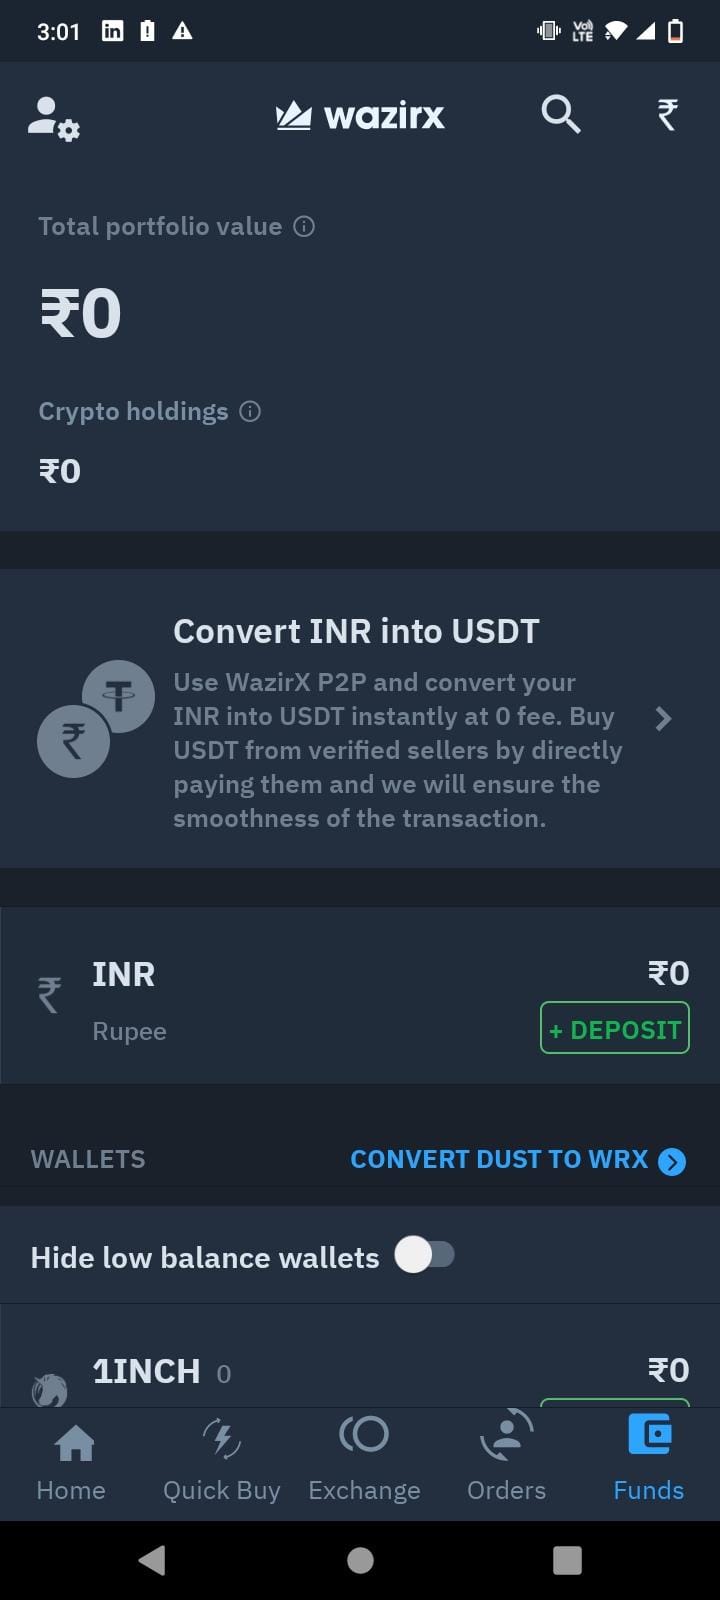 3:01
Vo)
LTE
wazirx
₹
Total portfolio value
₹0
Crypto holdings
₹0
Convert INR into USDT
Use WazirX P2P and convert your
INR into USDT instantly at 0 fee. Buy
USDT from verified sellers by directly
paying them and we will ensure the
smoothness of the transaction.
₹ INR ₹0
Rupee + DEPOSIT
WALLETS CONVERT DUST TO WRX
Hide low balance wallets
1INCH 0 ₹0
Home Quick Buy Exchange Orders Funds